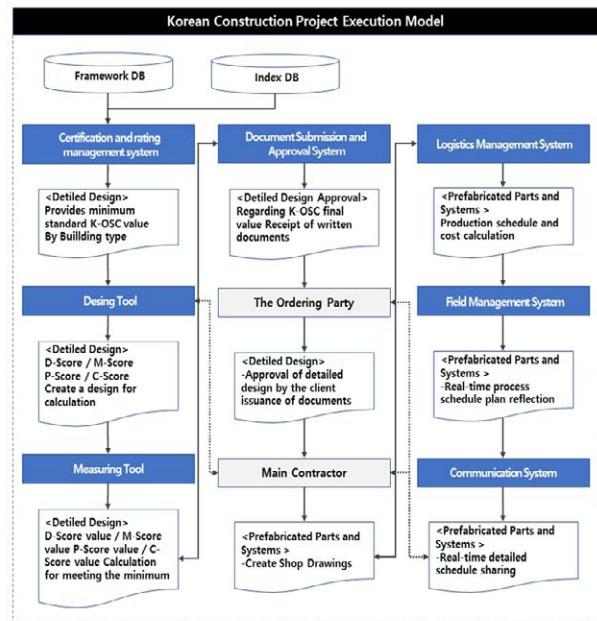 Korean Construction Project Execution Model
Framework DB
Index DB
Certification and rating
management system
<Detiled Design>
Provides minimum
standard K-OSC value
By Buillding type
Desing Tool
<Detiled Design>
D-Score / M-Score
P-Score / C-Score
Create a design for
calculation
Measuring Tool
<Detiled Design>
D-Score value / M-Score
value P-Score value / C-
Score value Calculation
for meeting the minimum
Document Submission and
Approval System
<Detiled Design Approval>
Regarding K-OSC final
value Receipt of written
documents
The Ordering Party
<Detiled Design>
-Approval of detailed
design by the client
issuance of documents
Main Contractor
<Prefabricated Parts and
Systems >
-Create Shop Drawings
Logistics Management System
<Prefabricated Parts and
Systems >
Production schedule and
cost calculation
Field Management System
<Prefabricated Parts and
Systems >
-Real-time process
schedule plan reflection
Communication System
<Prefabricated Parts and
Systems >
-Real-time detailed
schedule sharing